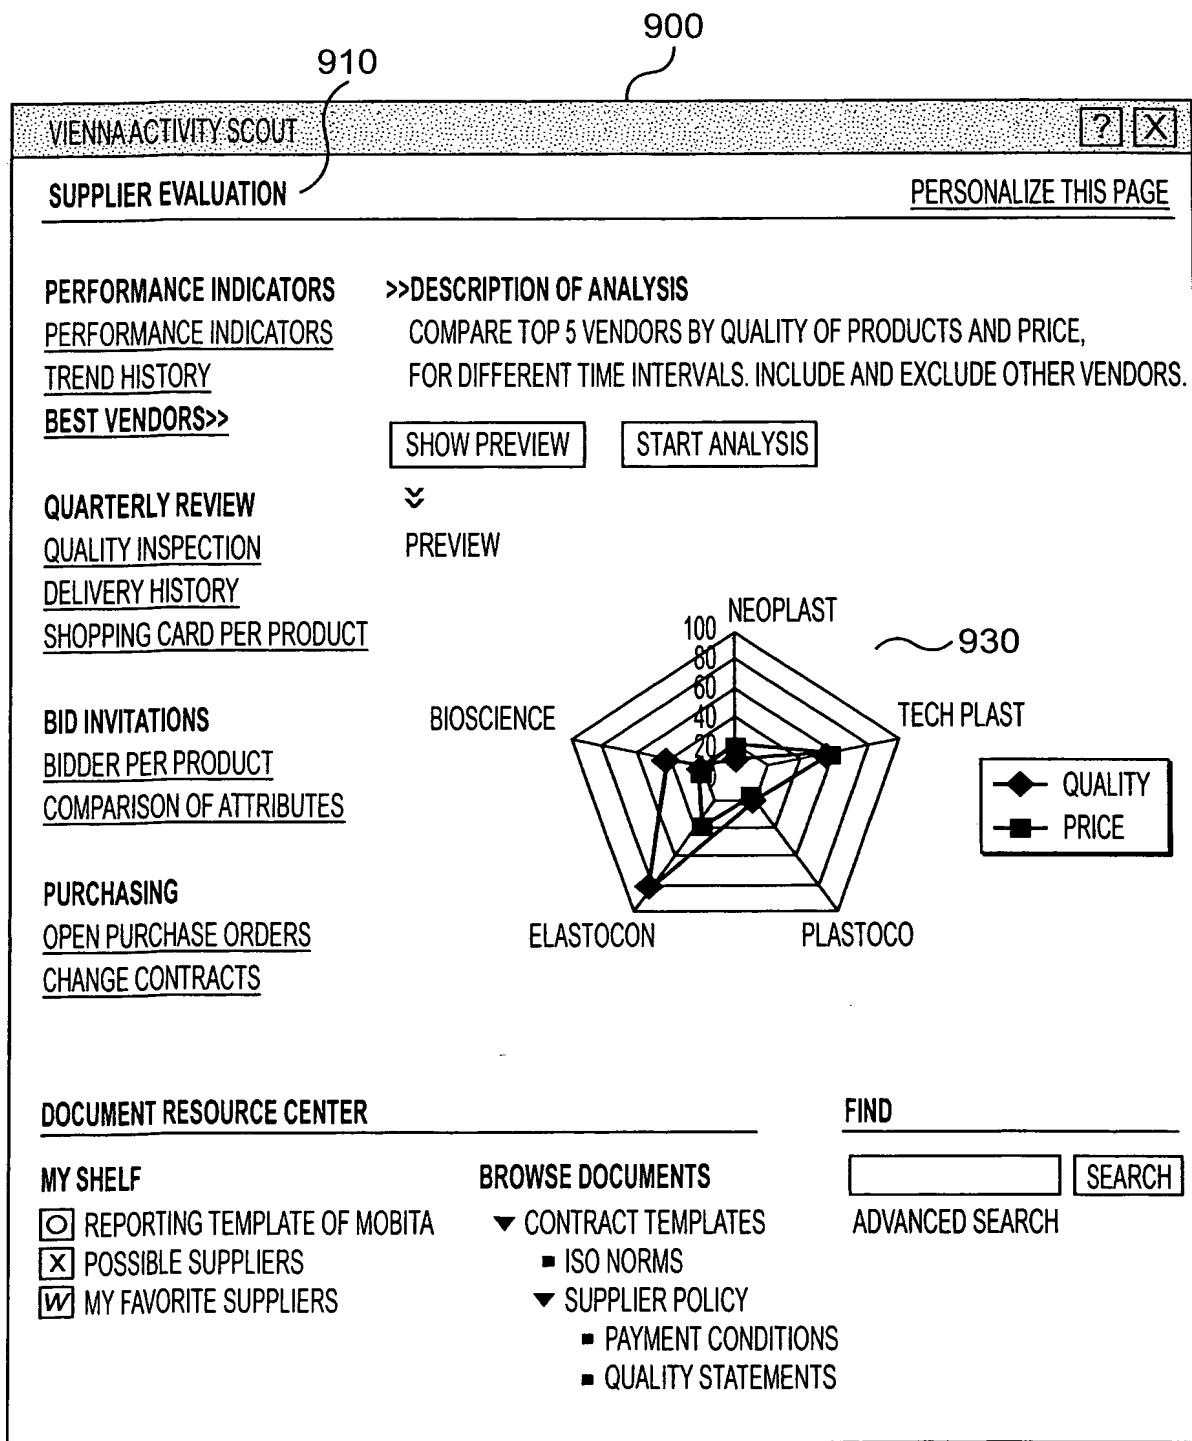 900
910
VIENNA ACTIVITY SCOUT
? X
SUPPLIER EVALUATION
PERSONALIZE THIS PAGE
PERFORMANCE INDICATORS
PERFORMANCE INDICATORS
TREND HISTORY
BEST VENDORS>>
>>DESCRIPTION OF ANALYSIS
COMPARE TOP 5 VENDORS BY QUALITY OF PRODUCTS AND PRICE,
FOR DIFFERENT TIME INTERVALS. INCLUDE AND EXCLUDE OTHER VENDORS.
SHOW PREVIEW
START ANALYSIS
QUARTERLY REVIEW
QUALITY INSPECTION
DELIVERY HISTORY
SHOPPING CARD PER PRODUCT
PREVIEW
BID INVITATIONS
BIDDER PER PRODUCT
COMPARISON OF ATTRIBUTES
PURCHASING
OPEN PURCHASE ORDERS
CHANGE CONTRACTS
NEOPLAST
930
100
80
60
40
20
BIOSCIENCE
TECH PLAST
QUALITY
PRICE
ELASTOCON
PLASTOCO
DOCUMENT RESOURCE CENTER
FIND
MY SHELF
O REPORTING TEMPLATE OF MOBITA
X POSSIBLE SUPPLIERS
W MY FAVORITE SUPPLIERS
BROWSE DOCUMENTS
CONTRACT TEMPLATES
ISO NORMS
SUPPLIER POLICY
PAYMENT CONDITIONS
QUALITY STATEMENTS
SEARCH
ADVANCED SEARCH